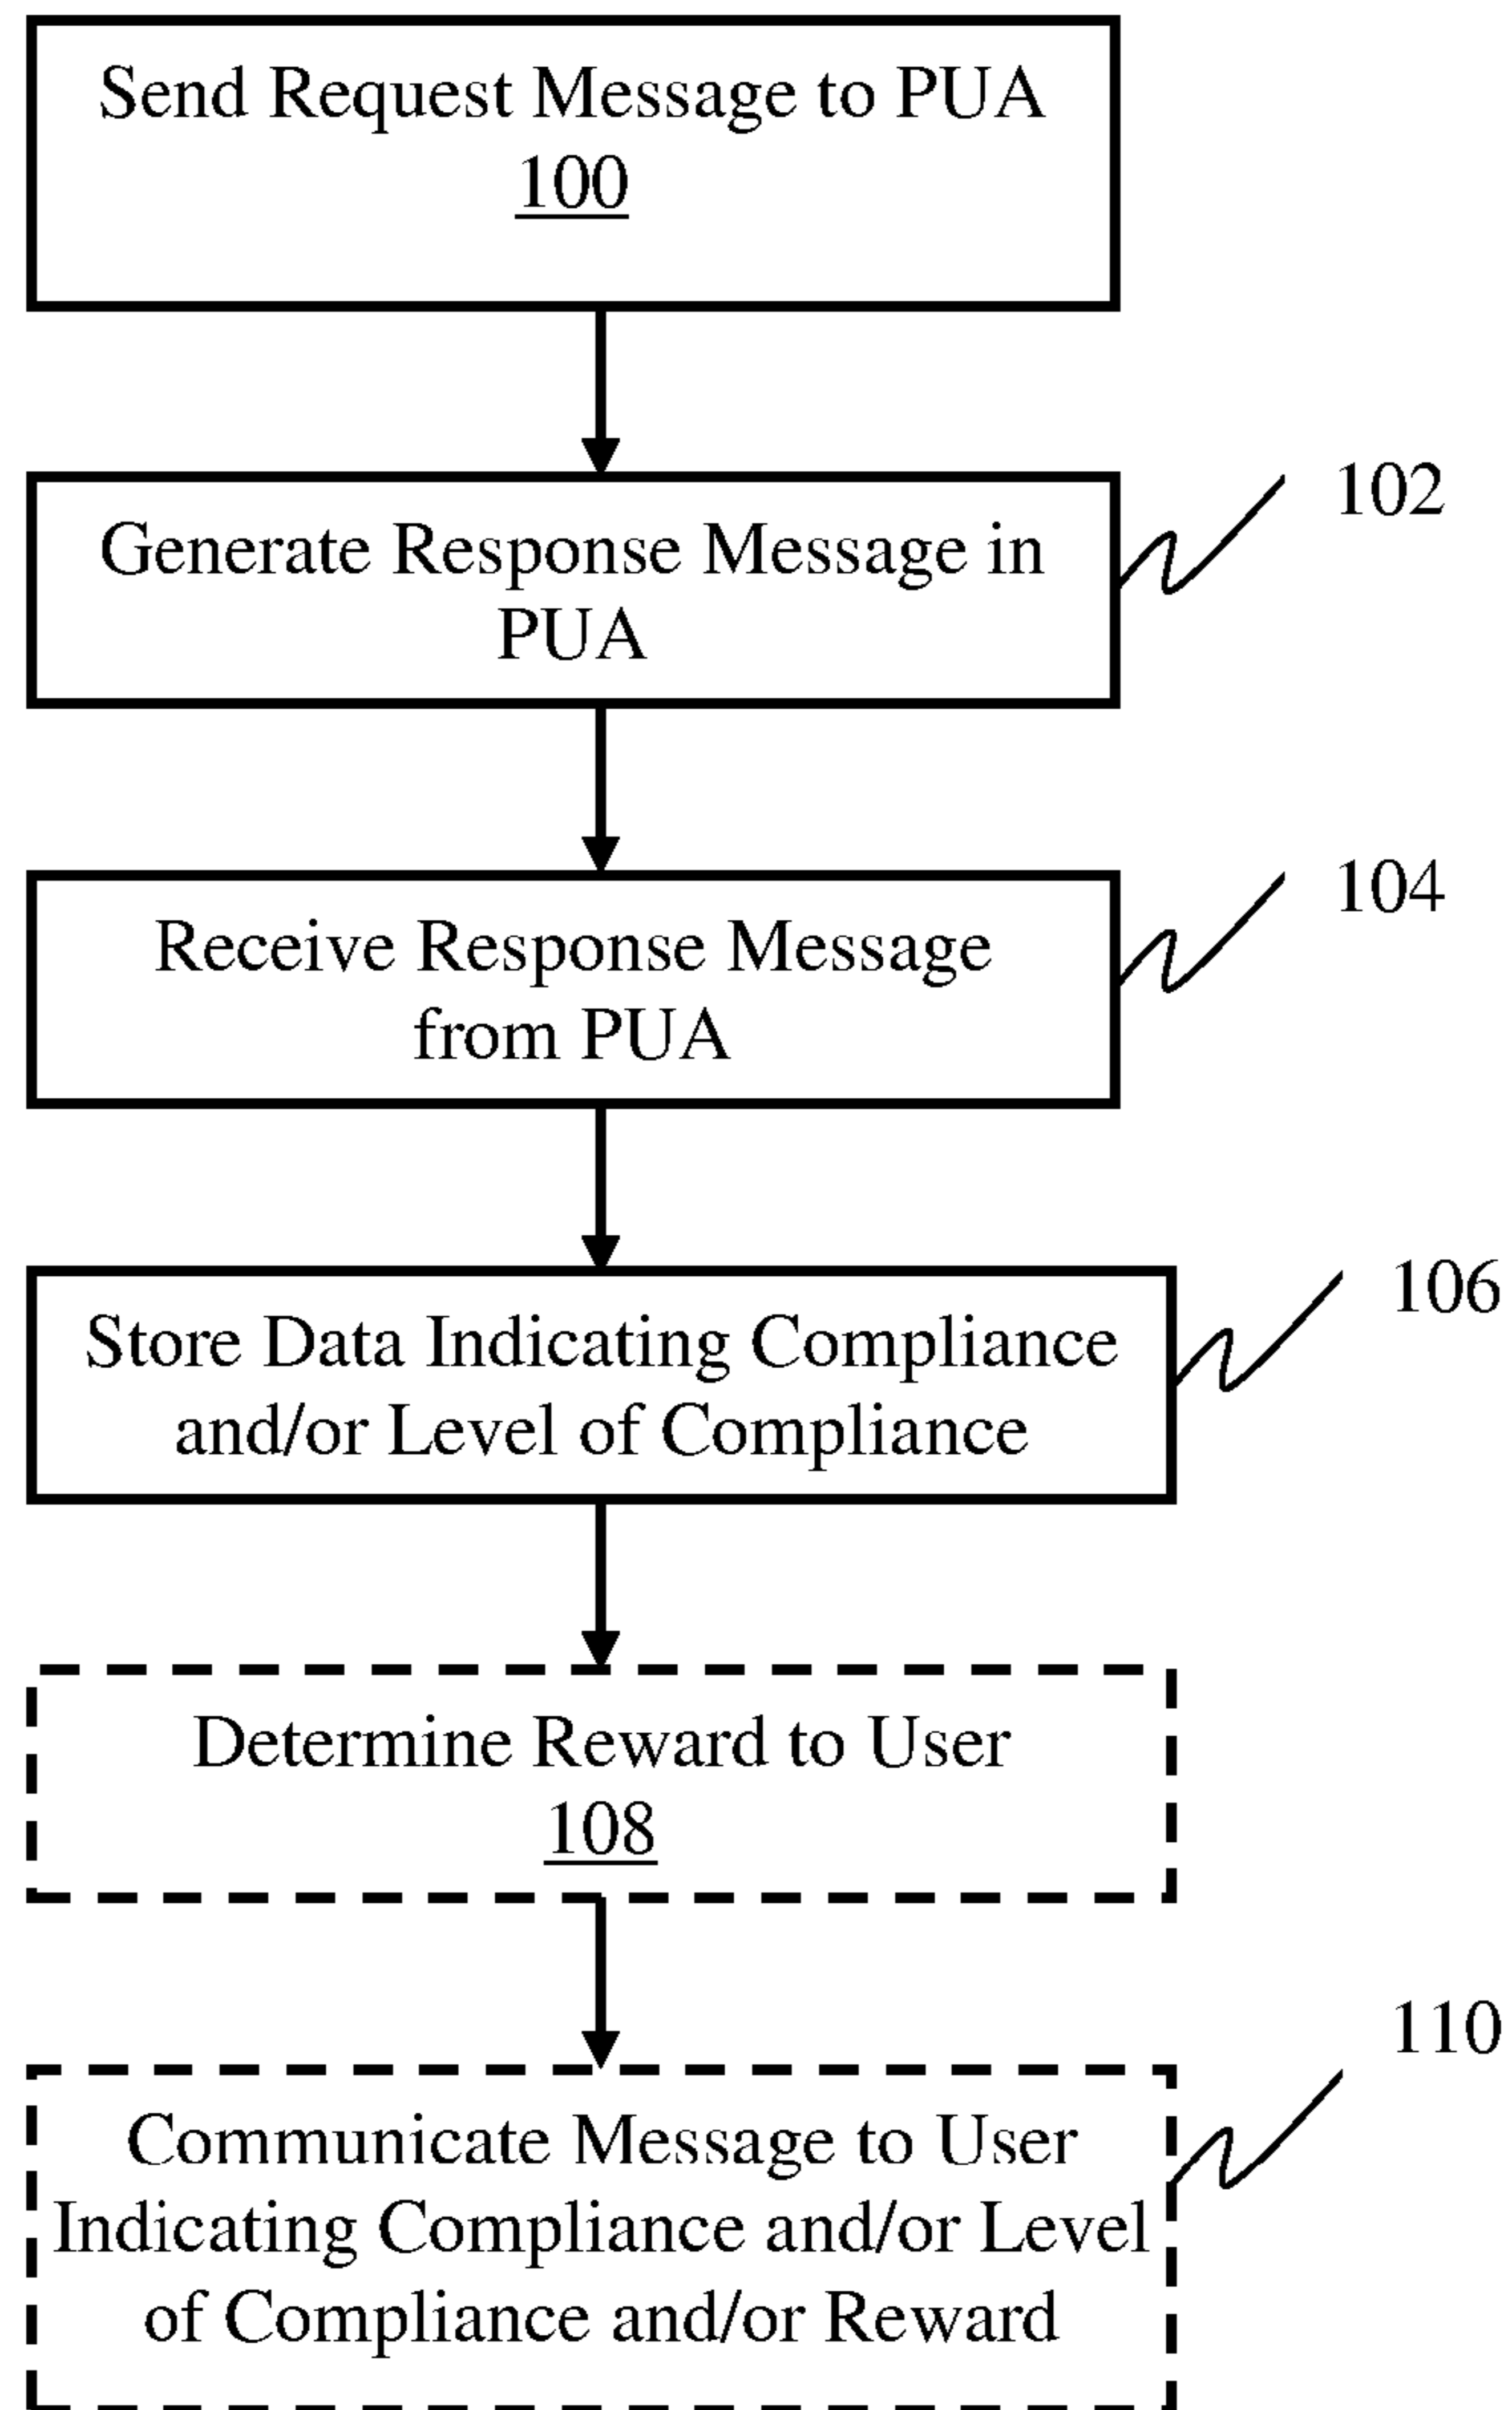 Send Request Message to PUA
100
102
Generate Response Message in
PUA
104
Receive Response Message
from PUA
106
Store Data Indicating Compliance
and/or Level of Compliance
Determine Reward to User
108
110
Communicate Message to User
Indicating Compliance and/or Level
of Compliance and/or Reward